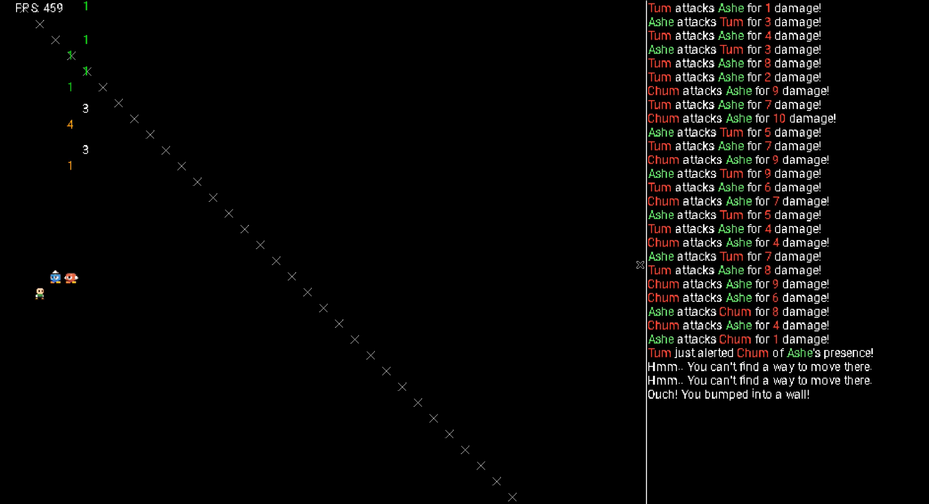 FPS: 459
1
1
1
1
1
3
4
3
1
Tum attacks Ashe for 1 damage!
Ashe attacks Tum for 3 damage!
Tum attacks Ashe for 4 damage!
Ashe attacks Tum for 3 damage!
Tum attacks Ashe for 8 damage!
Tum attacks Ashe for 2 damage!
Chum attacks Ashe for 9 damage!
Tum attacks Ashe for 7 damage!
Chum attacks Ashe for 10 damage!
Ashe attacks Tum for 5 damage!
Tum attacks Ashe for 7 damage!
Chum attacks Ashe for 9 damage!
Ashe attacks Tum for 9 damage!
Tum attacks Ashe for 6 damage!
Chum attacks Ashe for 7 damage!
Ashe attacks Tum for 5 damage!
Tum attacks Ashe for 4 damage!
Chum attacks Ashe for 4 damage!
Ashe attacks Tum for 7 damage!
Tum attacks Ashe for 8 damage!
Chum attacks Ashe for 9 damage!
Chum attacks Ashe for 6 damage!
Ashe attacks Chum for 8 damage!
Chum attacks Ashe for 4 damage!
Ashe attacks Chum for 1 damage!
Tum just alerted Chum of Ashe's presence!
Hmm.. You can't find a way to move there.
Hmm.. You can't find a way to move there.
Ouch! You bumped into a wall!